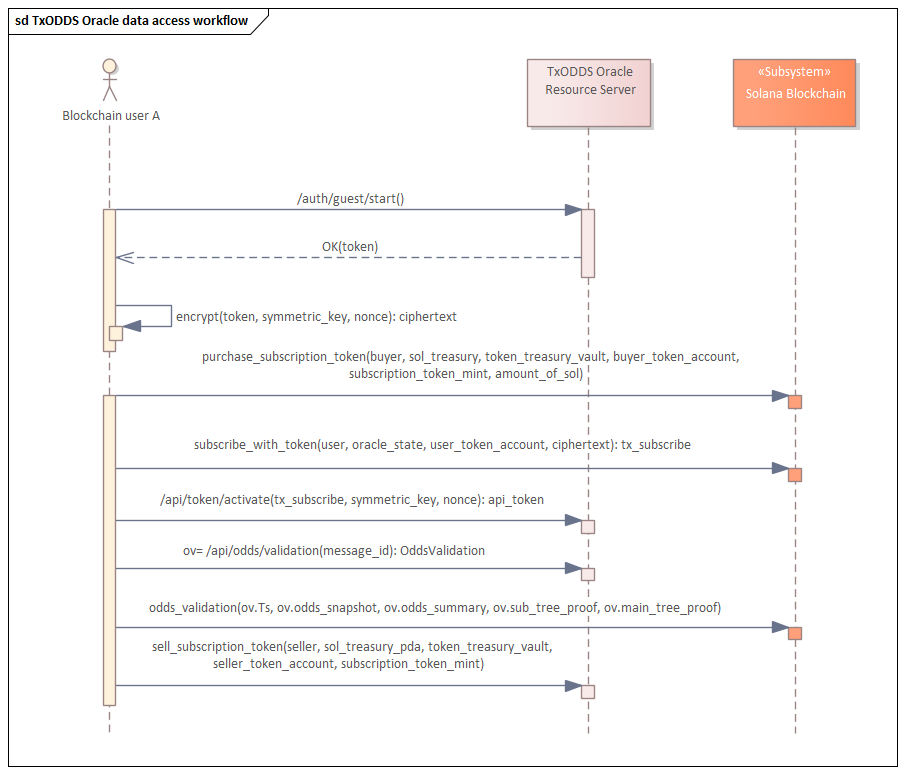 sd TxODDS Oracle data access workflow
TxODDS Oracle
Resource Server
«Subsystem»
Solana Blockchain
Blockchain user A
/auth/guest/start()
OK(token)
encrypt(token, symmetric_key, nonce): ciphertext
purchase_subscription_token(buyer, sol_treasury, token_treasury_vault, buyer_token_account,
subscription_token_mint, amount_of_sol)
subscribe_with_token(user, oracle_state, user_token_account, ciphertext): tx_subscribe
/api/token/activate(tx_subscribe, symmetric_key, nonce): api_token
ov= /api/odds/validation(message_id): OddsValidation
odds_validation(ov.Ts, ov.odds_snapshot, ov.odds_summary, ov.sub_tree_proof, ov.main_tree_proof)
sell_subscription_token(seller, sol_treasury_pda, token_treasury_vault,
seller_token_account, subscription_token_mint)